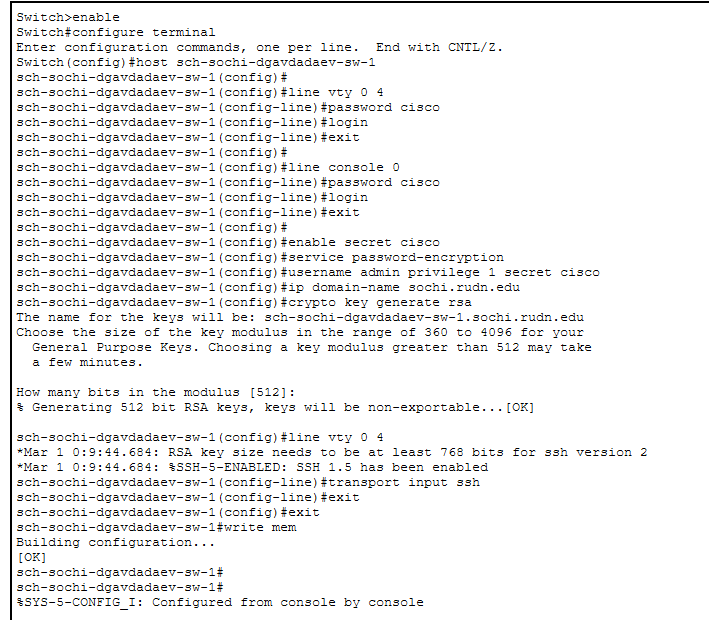 Switch>enable
Switch#configure terminal
Enter configuration commands, one per line.  End with CNTL/Z.
Switch(config)#host sch-sochi-dgavdadaev-sw-1
sch-sochi-dgavdadaev-sw-1(config)#
sch-sochi-dgavdadaev-sw-1(config)#line vty 0 4
sch-sochi-dgavdadaev-sw-1(config-line)#password cisco
sch-sochi-dgavdadaev-sw-1(config-line)#login
sch-sochi-dgavdadaev-sw-1(config-line)#exit
sch-sochi-dgavdadaev-sw-1(config)#
sch-sochi-dgavdadaev-sw-1(config)#line console 0
sch-sochi-dgavdadaev-sw-1(config-line)#password cisco
sch-sochi-dgavdadaev-sw-1(config-line)#login
sch-sochi-dgavdadaev-sw-1(config-line)#exit
sch-sochi-dgavdadaev-sw-1(config)#
sch-sochi-dgavdadaev-sw-1(config)#enable secret cisco
sch-sochi-dgavdadaev-sw-1(config)#service password-encryption
sch-sochi-dgavdadaev-sw-1(config)#username admin privilege 1 secret cisco
sch-sochi-dgavdadaev-sw-1(config)#ip domain-name sochi.rudn.edu
sch-sochi-dgavdadaev-sw-1(config)#crypto key generate rsa
The name for the keys will be: sch-sochi-dgavdadaev-sw-1.sochi.rudn.edu
Choose the size of the key modulus in the range of 360 to 4096 for your
  General Purpose Keys. Choosing a key modulus greater than 512 may take
  a few minutes.

How many bits in the modulus [512]:
% Generating 512 bit RSA keys, keys will be non-exportable...[OK]

sch-sochi-dgavdadaev-sw-1(config)#line vty 0 4
*Mar 1 0:9:44.684: RSA key size needs to be at least 768 bits for ssh version 2
*Mar 1 0:9:44.684: %SSH-5-ENABLED: SSH 1.5 has been enabled
sch-sochi-dgavdadaev-sw-1(config-line)#transport input ssh
sch-sochi-dgavdadaev-sw-1(config-line)#exit
sch-sochi-dgavdadaev-sw-1(config)#exit
sch-sochi-dgavdadaev-sw-1#write mem
Building configuration...
[OK]
sch-sochi-dgavdadaev-sw-1#
sch-sochi-dgavdadaev-sw-1#
%SYS-5-CONFIG_I: Configured from console by console